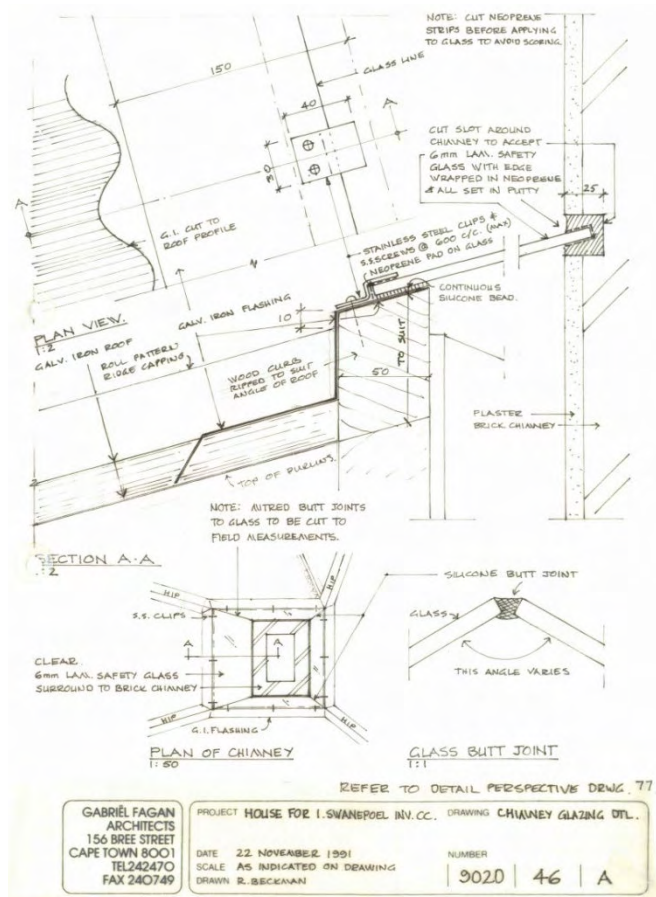 NOTE: CUT NEOPRENE
STRIPS BEFORE APPLYING
TO GLASS TO AVOID SCORING.
150
GLASS LINE
40
A
30
CUT SLOT AROUND
CHIMNEY TO ACCEPT
6mm LAM. SAFETY
GLASS WITH EDGE
WRAPPED IN NEOPRENE
& ALL SET IN PUTTY
25
A
G.I. CUT TO
ROOF PROFILE
STAINLESS STEEL CLIPS &
S.S. SCREWS @ 600 C/C. (MAX)
NEOPRENE PAD ON GLASS
CONTINUOUS
SILICONE BEAD.
PLAN VIEW.
1:2
GALV. IRON FLASHING
10
GALV. IRON ROOF
ROLL PATTERN
RIDGE CAPPING
WOOD CURB
RIPPED TO SUIT
ANGLE OF ROOF
TO SUIT
50
PLASTER
BRICK CHIMNEY
TOP OF PURLINS.
NOTE: MITRED BUTT JOINTS
TO GLASS TO BE CUT TO
FIELD MEASUREMENTS.
SECTION A-A
1:2
HIP
HIP
S.S. CLIPS
A
A
CLEAR.
6mm LAM. SAFETY GLASS
SURROUND TO BRICK CHIMNEY
HIP
HIP
G.I. FLASHING
PLAN OF CHIMNEY
1:50
SILICONE BUTT JOINT
GLASS
THIS ANGLE VARIES
GLASS BUTT JOINT
1:1
REFER TO DETAIL PERSPECTIVE DRWG. 77
GABRIËL FAGAN
ARCHITECTS
156 BREE STREET
CAPE TOWN 8001
TEL242470
FAX 240749
PROJECT HOUSE FOR I. SWANEPOEL INV. CC. DRAWING CHIMNEY GLAZING DTL.
DATE 22 NOVEMBER 1991
SCALE AS INDICATED ON DRAWING
DRAWN R. BECKMAN
NUMBER
9020 46 A